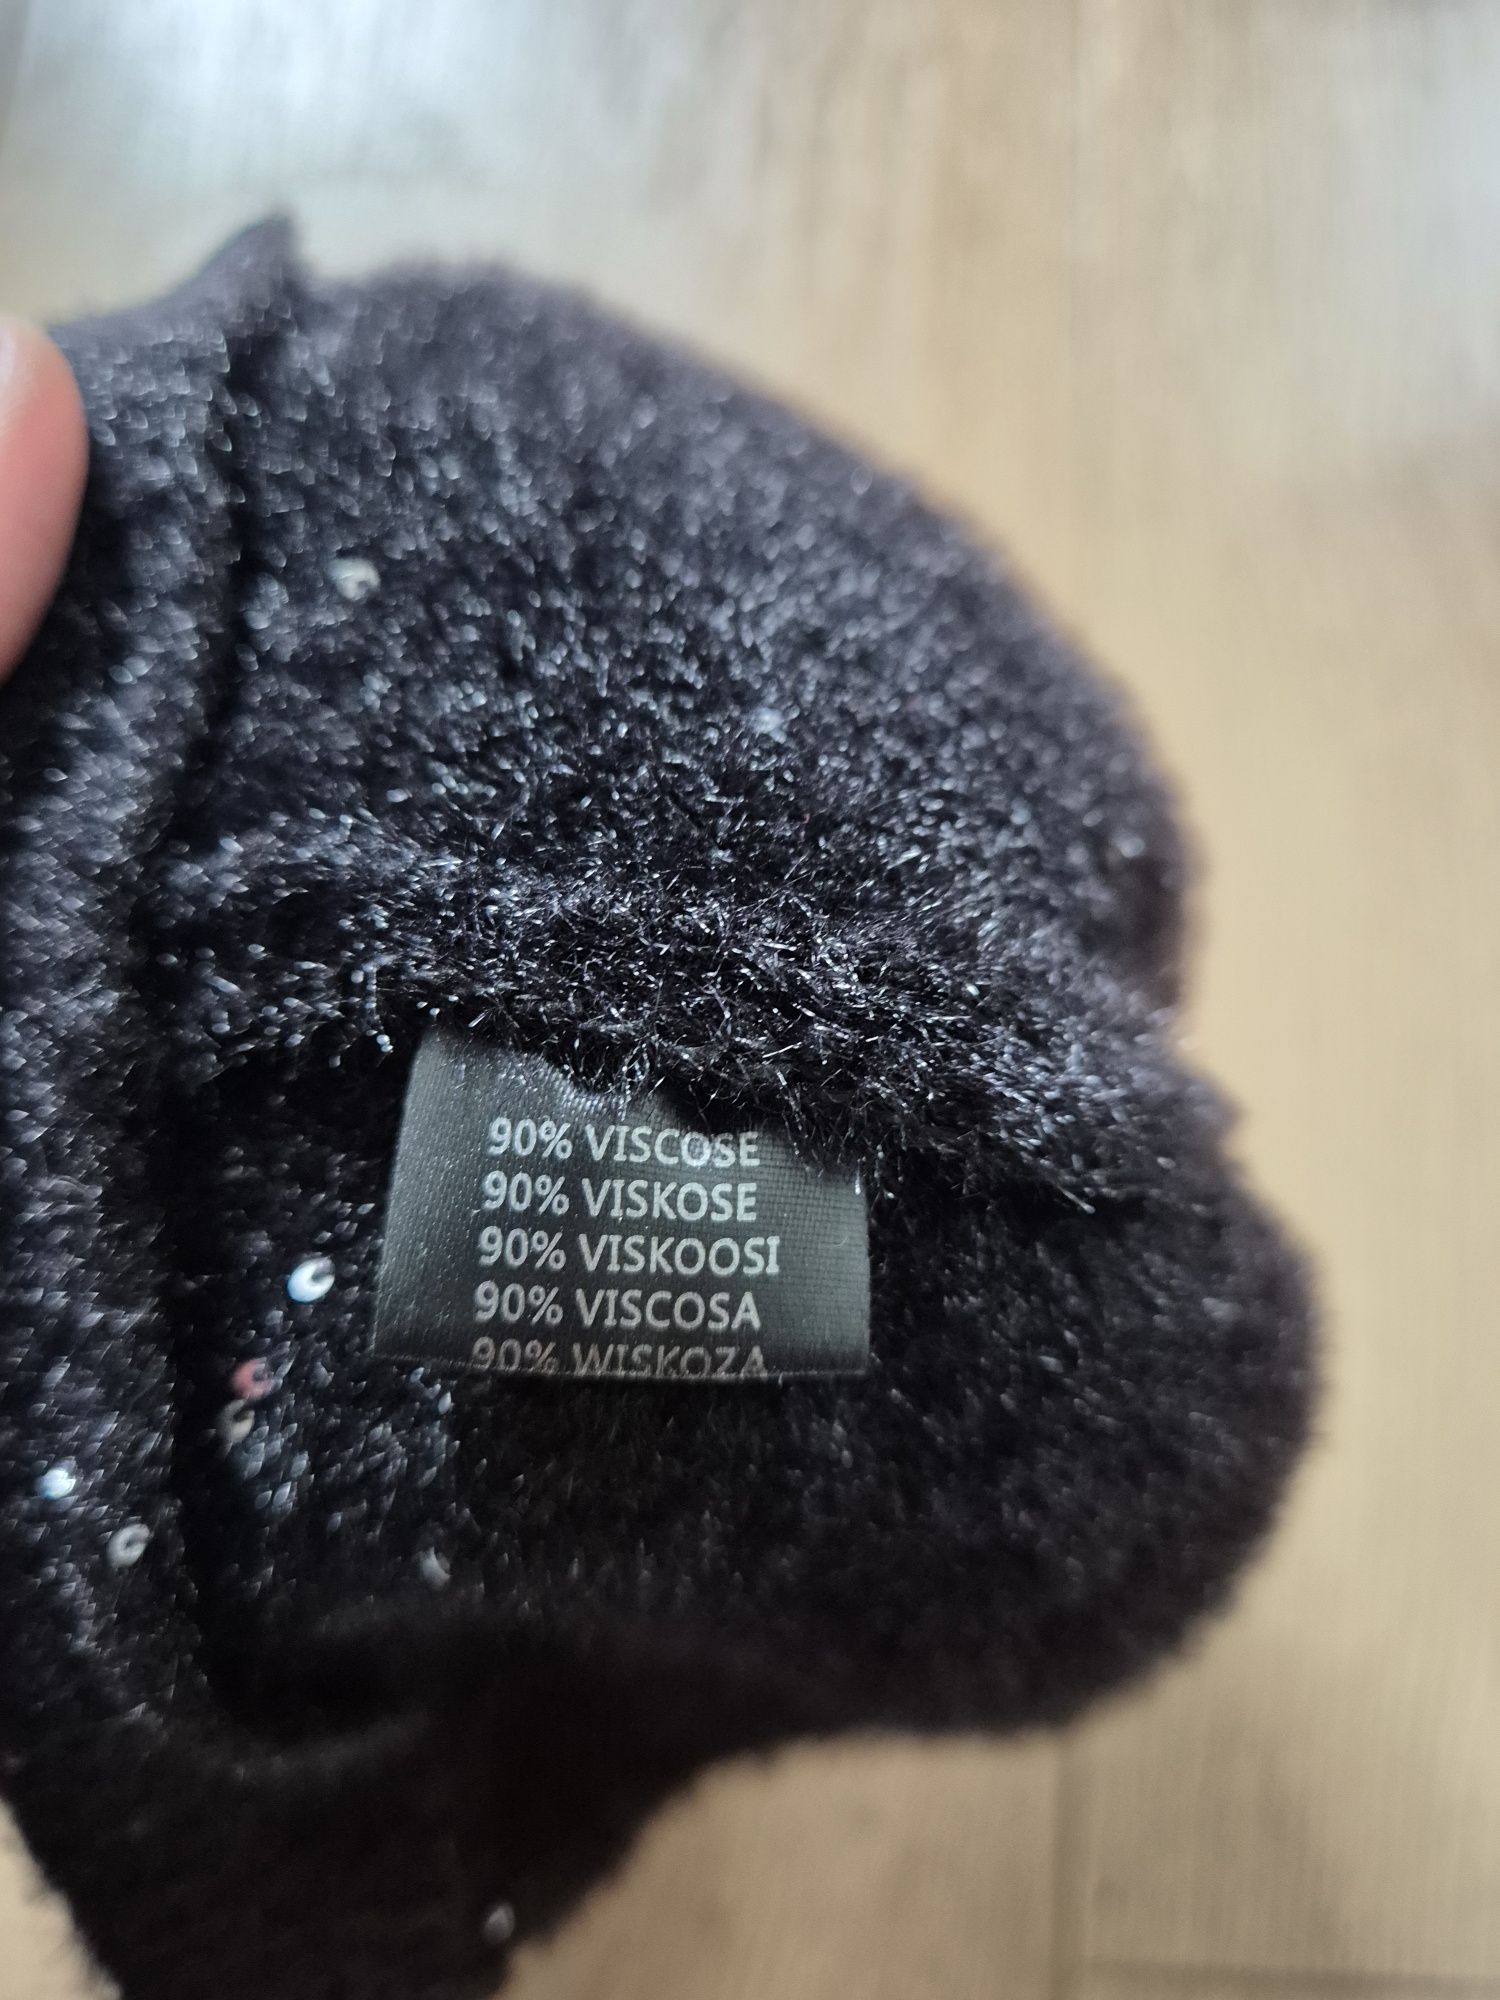 90% VISCOSE
90% VISKOSE
90% VISKOOSI
90% VISCOSA
90% WISKOZA